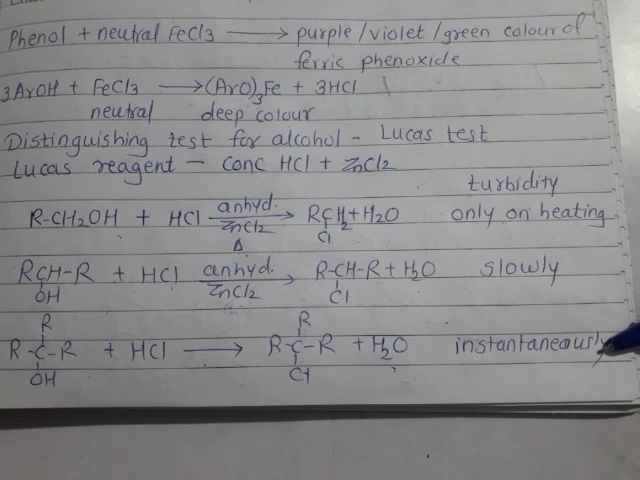 Phenol + neutral FeCl3 ⟶ purple/violet/green colour of
ferric phenoxide
3ArOH + FeCl3 ⟶ (ArO)3Fe + 3HCl
neutral deep colour
Distinguishing test for alcohol - Lucas test
Lucas reagent - conc HCl + ZnCl2
turbidity
R-CH2OH + HCl anhyd. ZnCl2 Δ ⟶ RCH2 + H2O only on heating
Cl
RCH-R + HCl anhyd. ZnCl2 ⟶ R-CH-R + H2O slowly
OH Cl
R R
R-C-R + HCl ⟶ R-C-R + H2O instantaneously
OH Cl